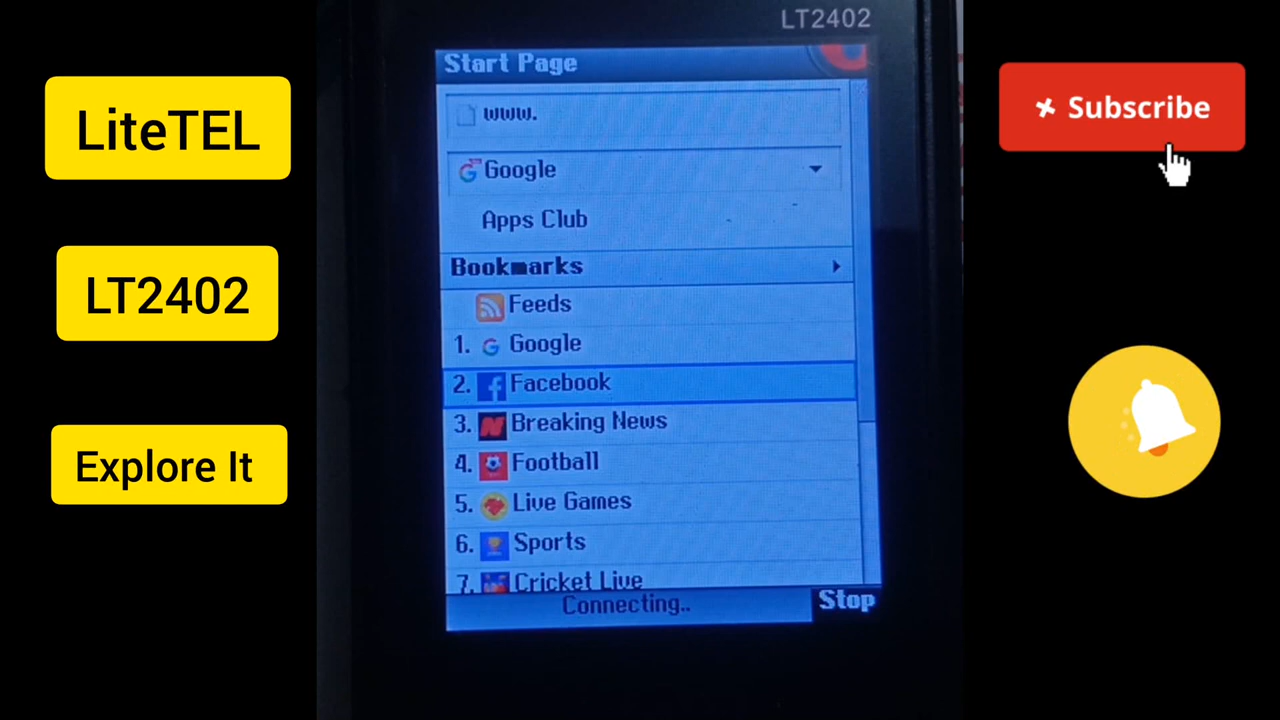 LiteTEL
LT2402
Explore It
LT2402
Start Page
www.
Google
Apps Club
Bookmarks
Feeds
1. Google
2. Facebook
3. Breaking News
4. Football
5. Live Games
6. Sports
7. Cricket Live
Connecting..
Stop
Subscribe